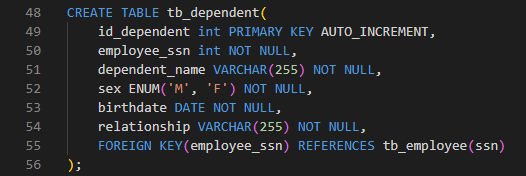 48 CREATE TABLE tb_dependent(
49 id_dependent int PRIMARY KEY AUTO_INCREMENT,
50 employee_ssn int NOT NULL,
51 dependent_name VARCHAR(255) NOT NULL,
52 sex ENUM('M', 'F') NOT NULL,
53 birthdate DATE NOT NULL,
54 relationship VARCHAR(255) NOT NULL,
55 FOREIGN KEY(employee_ssn) REFERENCES tb_employee(ssn)
56 );